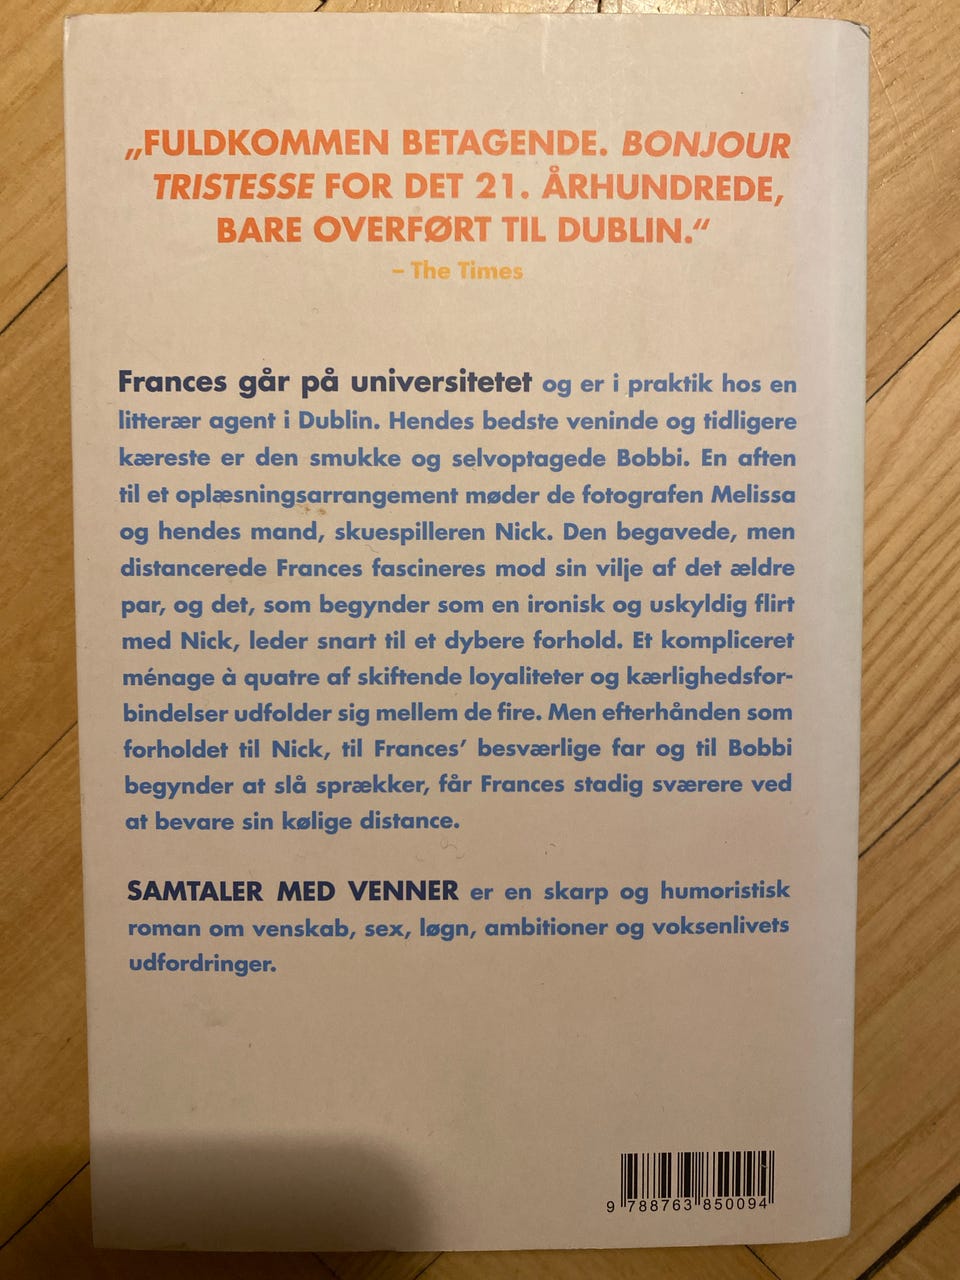 „FULDKOMMEN BETAGENDE. BONJOUR
TRISTESSE FOR DET 21. ÅRHUNDREDE,
BARE OVERFØRT TIL DUBLIN.“
– The Times
Frances går på universitetet og er i praktik hos en
litterær agent i Dublin. Hendes bedste veninde og tidligere
kæreste er den smukke og selvoptagede Bobbi. En aften
til et oplæsningsarrangement møder de fotografen Melissa
og hendes mand, skuespilleren Nick. Den begavede, men
distancerede Frances fascineres mod sin vilje af det ældre
par, og det, som begynder som en ironisk og uskyldig flirt
med Nick, leder snart til et dybere forhold. Et kompliceret
ménage à quatre af skiftende loyaliteter og kærlighedsfor-
bindelser udfolder sig mellem de fire. Men efterhånden som
forholdet til Nick, til Frances’ besværlige far og til Bobbi
begynder at slå sprækker, får Frances stadig sværere ved
at bevare sin kølige distance.
SAMTALER MED VENNER er en skarp og humoristisk
roman om venskab, sex, løgn, ambitioner og voksenlivets
udfordringer.
9 788763 850094